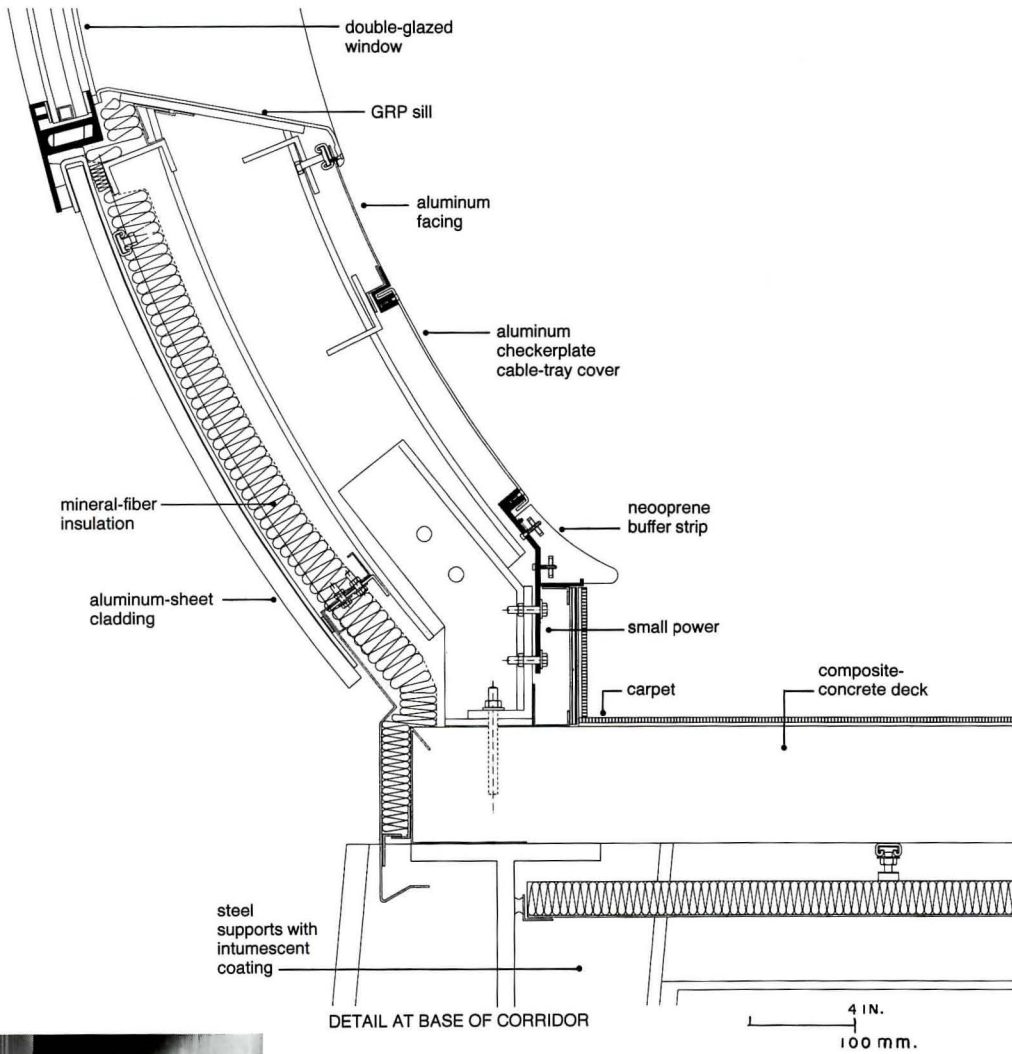 double-glazed
window
GRP sill
aluminum
facing
aluminum
checkerplate
cable-tray cover
mineral-fiber
insulation
neooprene
buffer strip
aluminum-sheet
cladding
small power
composite-
concrete deck
carpet
steel
supports with
intumescent
coating
DETAIL AT BASE OF CORRIDOR
4 IN.
100 mm.